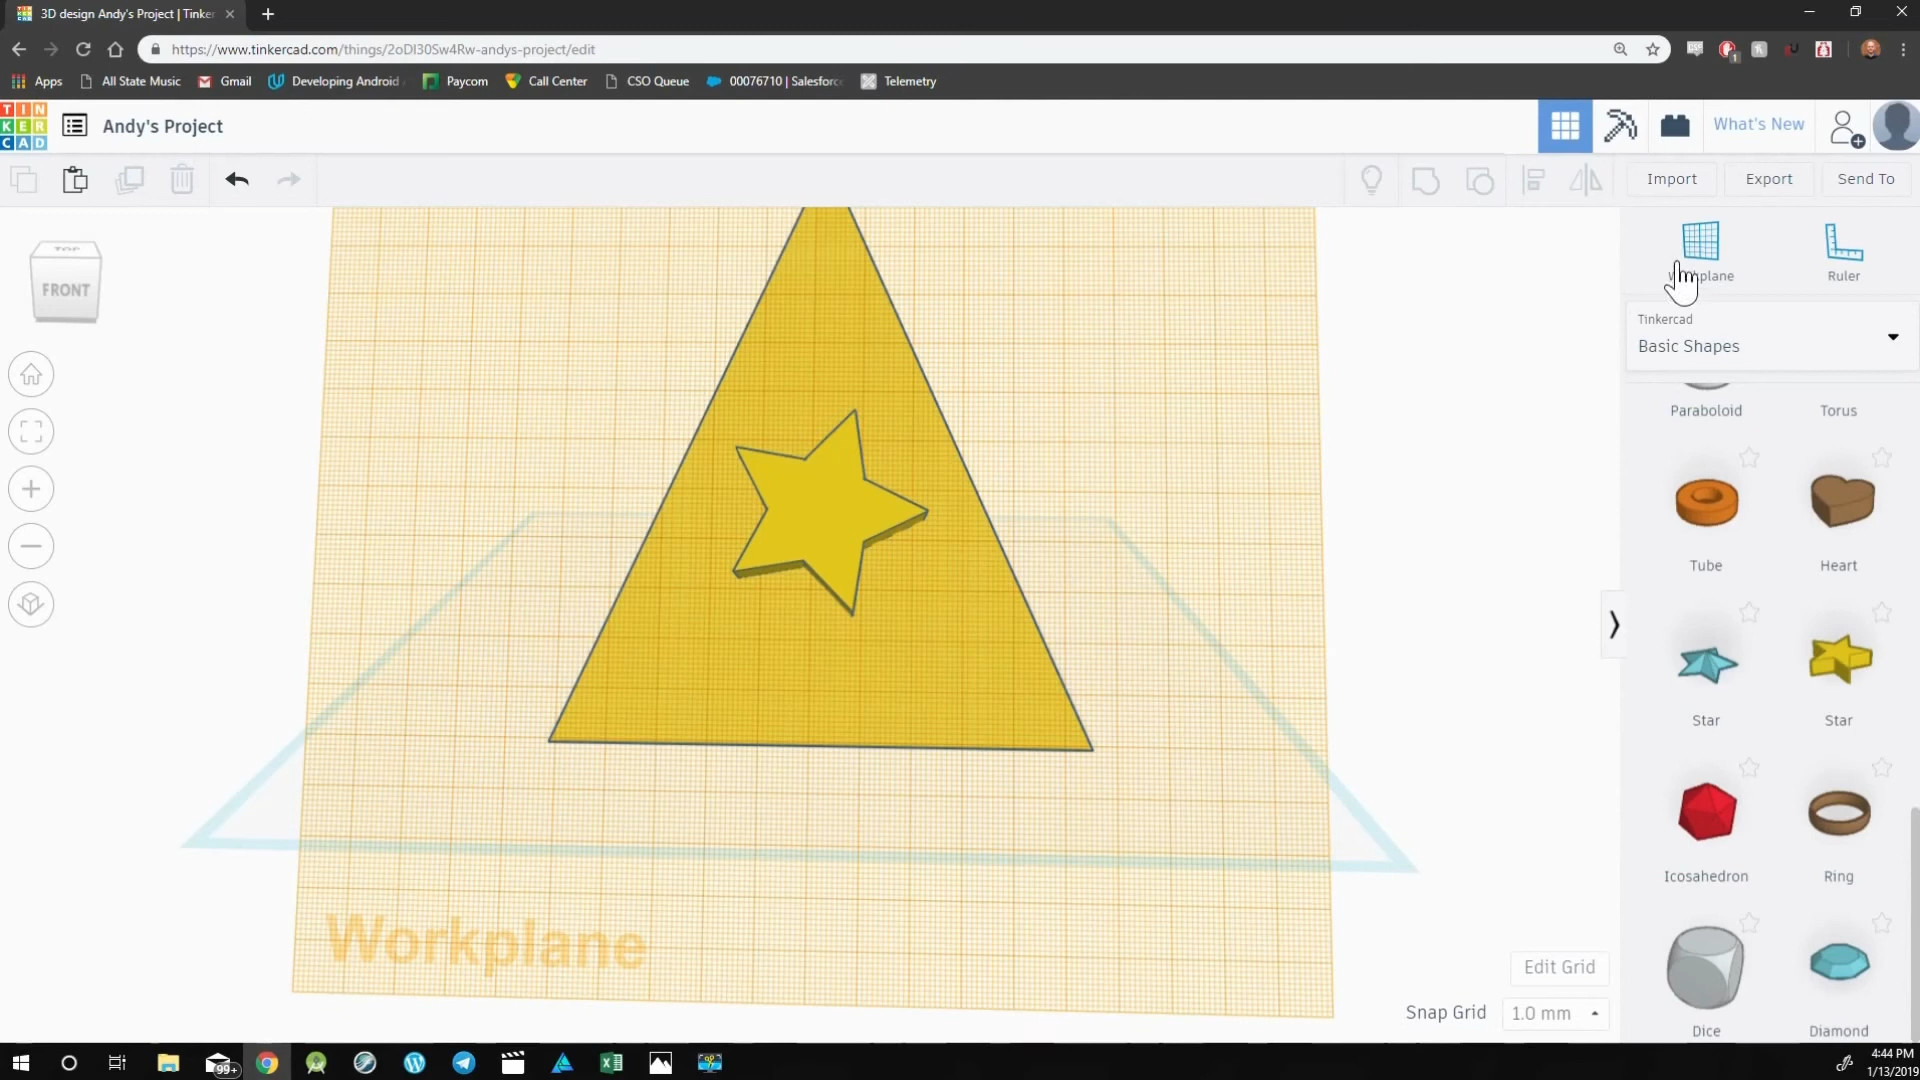 3D design Andy's Project | Tinker
https://www.tinkercad.com/things/2oDl30Sw4Rw-andys-project/edit
Apps
All State Music
Gmail
Developing Android
Paycom
Call Center
CSO Queue
00076710 | Salesforc
Telemetry
TIN
KER
CAD
Andy's Project
What's New
Import
Export
Send To
TOP
FRONT
Ruler
Tinkercad
Basic Shapes
Paraboloid
Torus
Tube
Heart
Star
Star
Icosahedron
Ring
Dice
Diamond
Workplane
Edit Grid
Snap Grid
1.0 mm
99+
4:44 PM
1/13/2019